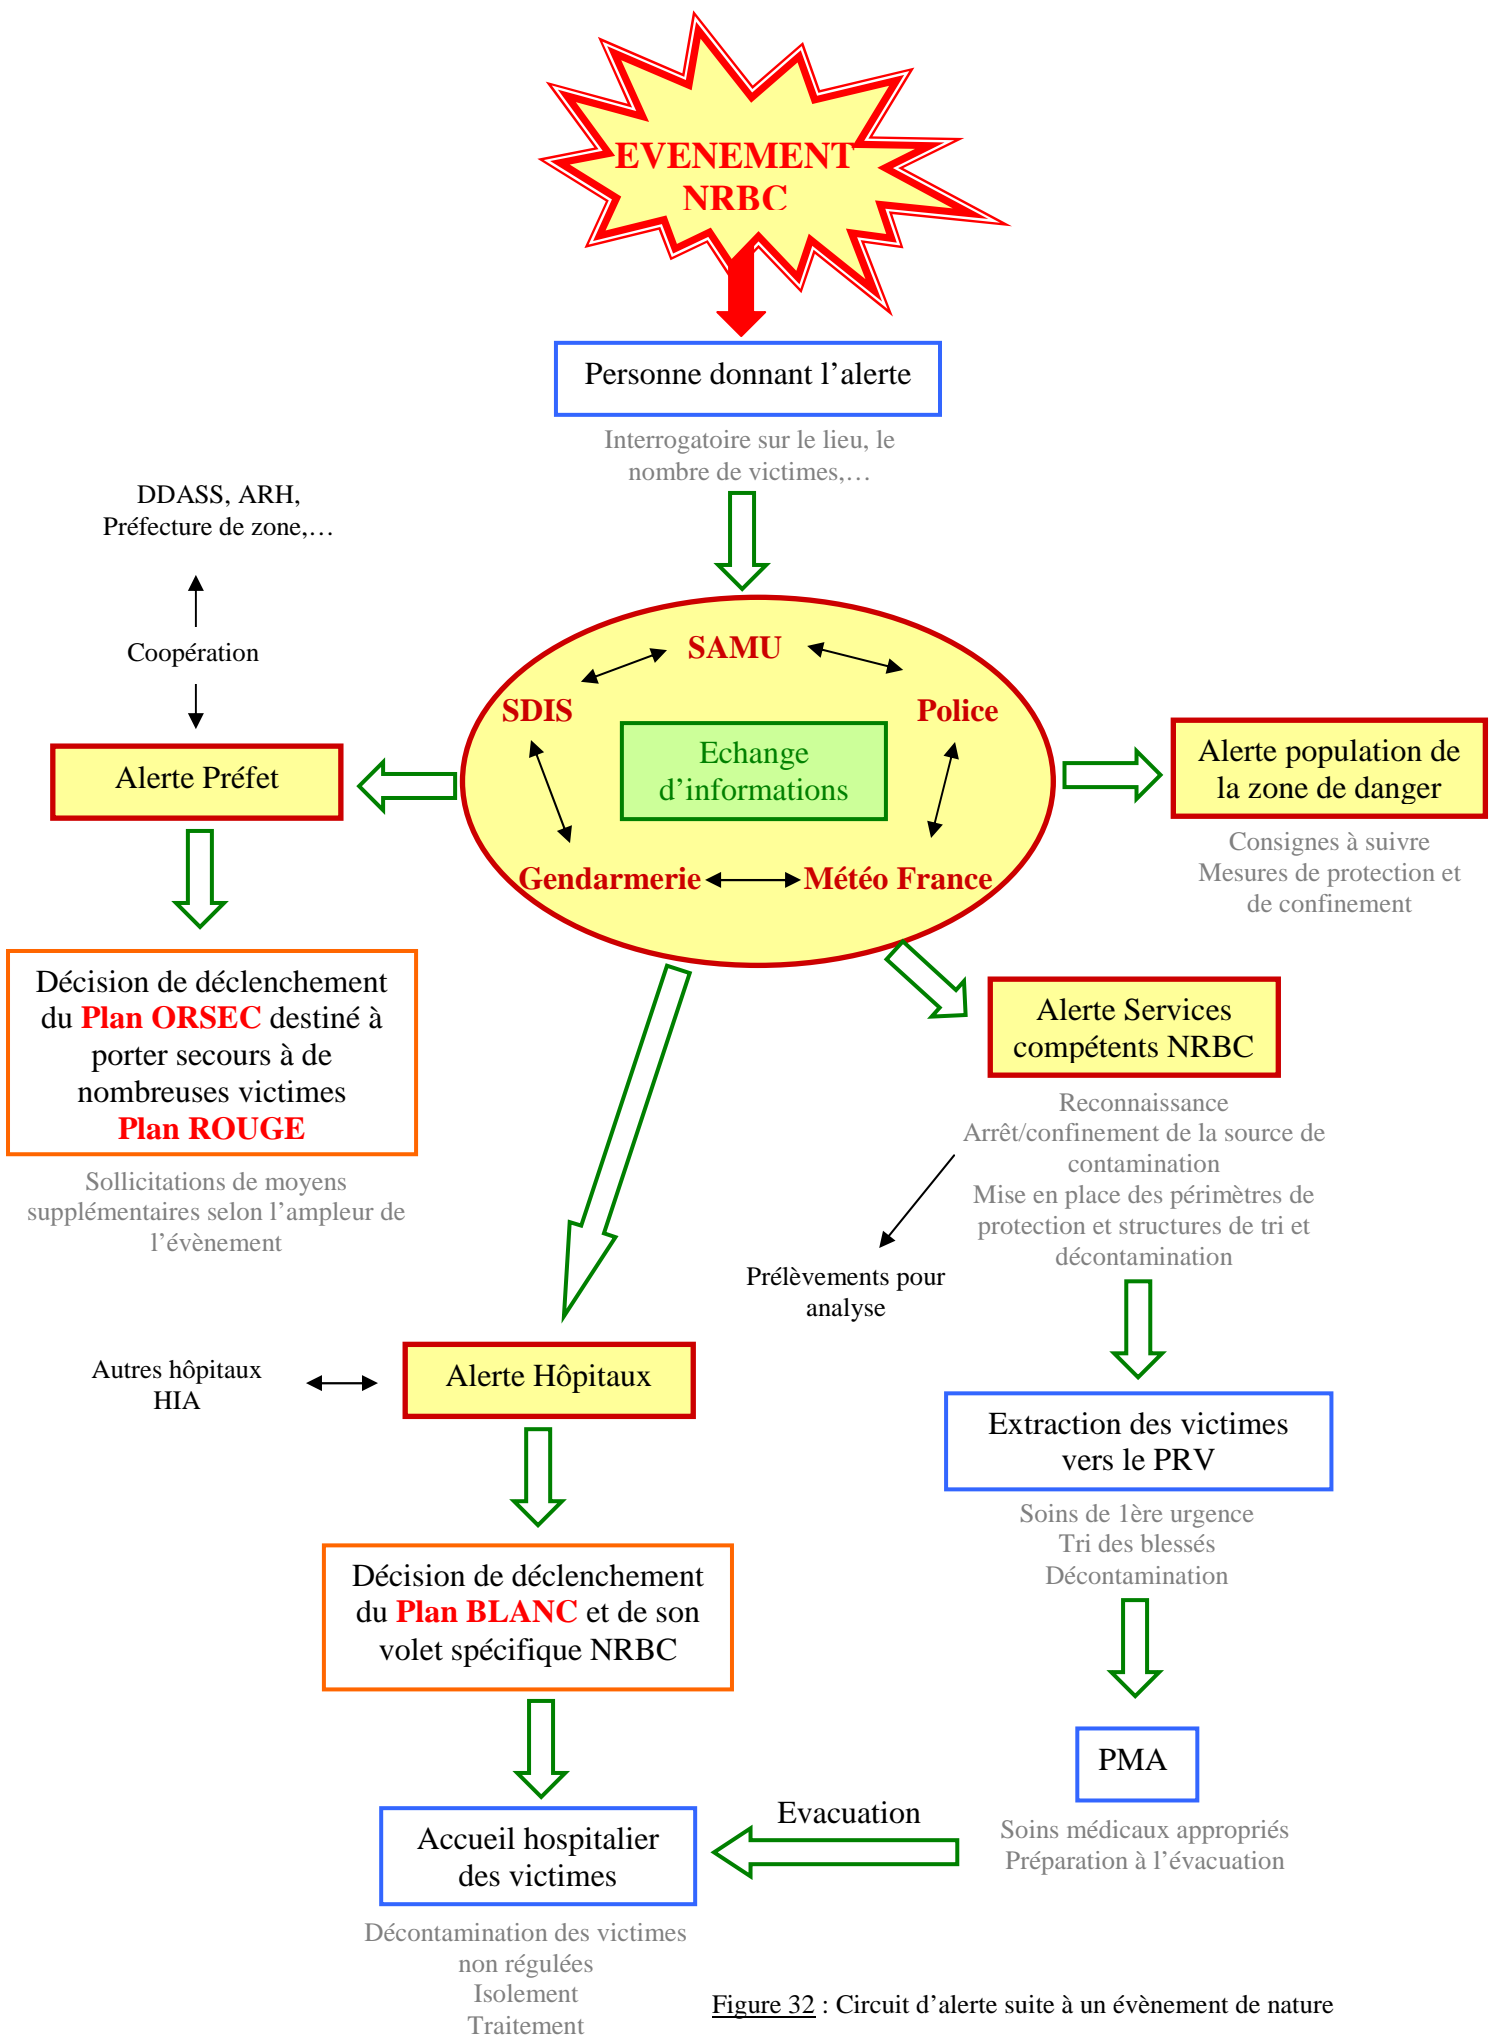 EVENEMENT
NRBC
Personne donnant l’alerte
Interrogatoire sur le lieu, le
nombre de victimes,…
DDASS, ARH,
Préfecture de zone,…
Coopération
SAMU
SDIS
Police
Echange
d’informations
Gendarmerie
Météo France
Alerte Préfet
Alerte population de
la zone de danger
Consignes à suivre
Mesures de protection et
de confinement
Décision de déclenchement
du Plan ORSEC destiné à
porter secours à de
nombreuses victimes
Plan ROUGE
Sollicitations de moyens
supplémentaires selon l’ampleur de
l’évènement
Alerte Services
compétents NRBC
Reconnaissance
Arrêt/confinement de la source de
contamination
Mise en place des périmètres de
protection et structures de tri et
décontamination
Prélèvements pour
analyse
Autres hôpitaux
HIA
Alerte Hôpitaux
Extraction des victimes
vers le PRV
Soins de 1ère urgence
Tri des blessés
Décontamination
Décision de déclenchement
du Plan BLANC et de son
volet spécifique NRBC
PMA
Soins médicaux appropriés
Préparation à l’évacuation
Evacuation
Accueil hospitalier
des victimes
Décontamination des victimes
non régulées
Isolement
Traitement
Figure 32 : Circuit d’alerte suite à un évènement de nature